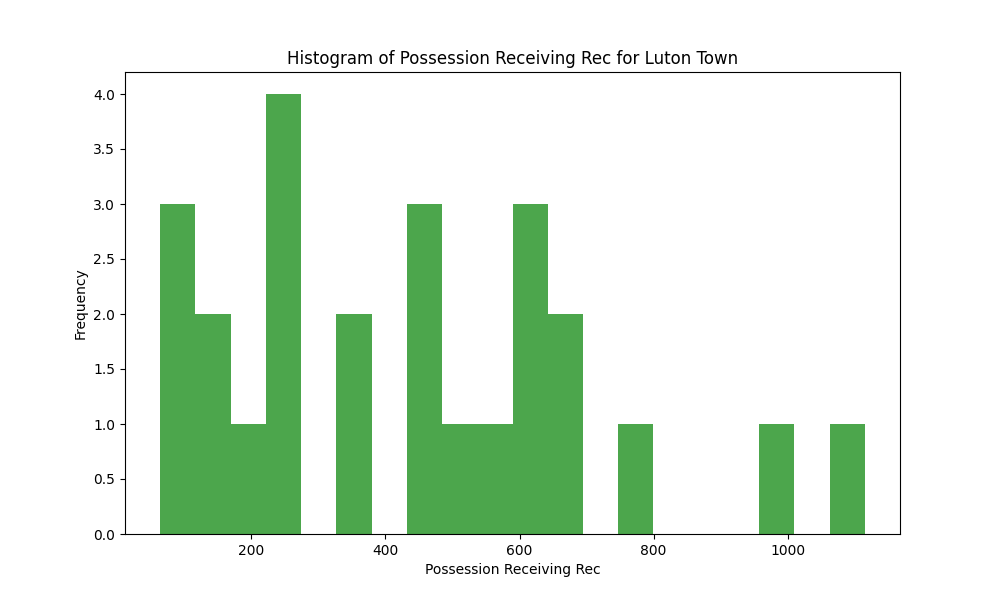 Histogram of Possession Receiving Rec for Luton Town
4.0
3.5
3.0
2.5
2.0
1.5
1.0
0.5
0.0
Frequency
200 400 600 800 1000
Possession Receiving Rec